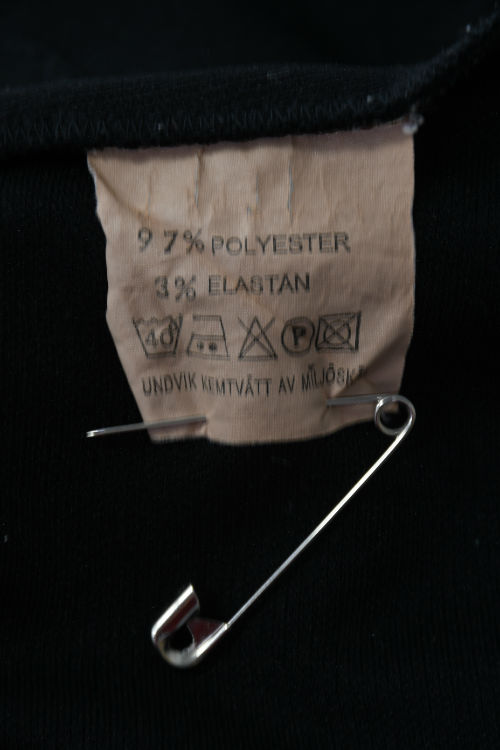 97% POLYESTER
3% ELASTAN
40 P
UNDVIK KEMTVÄTT AV